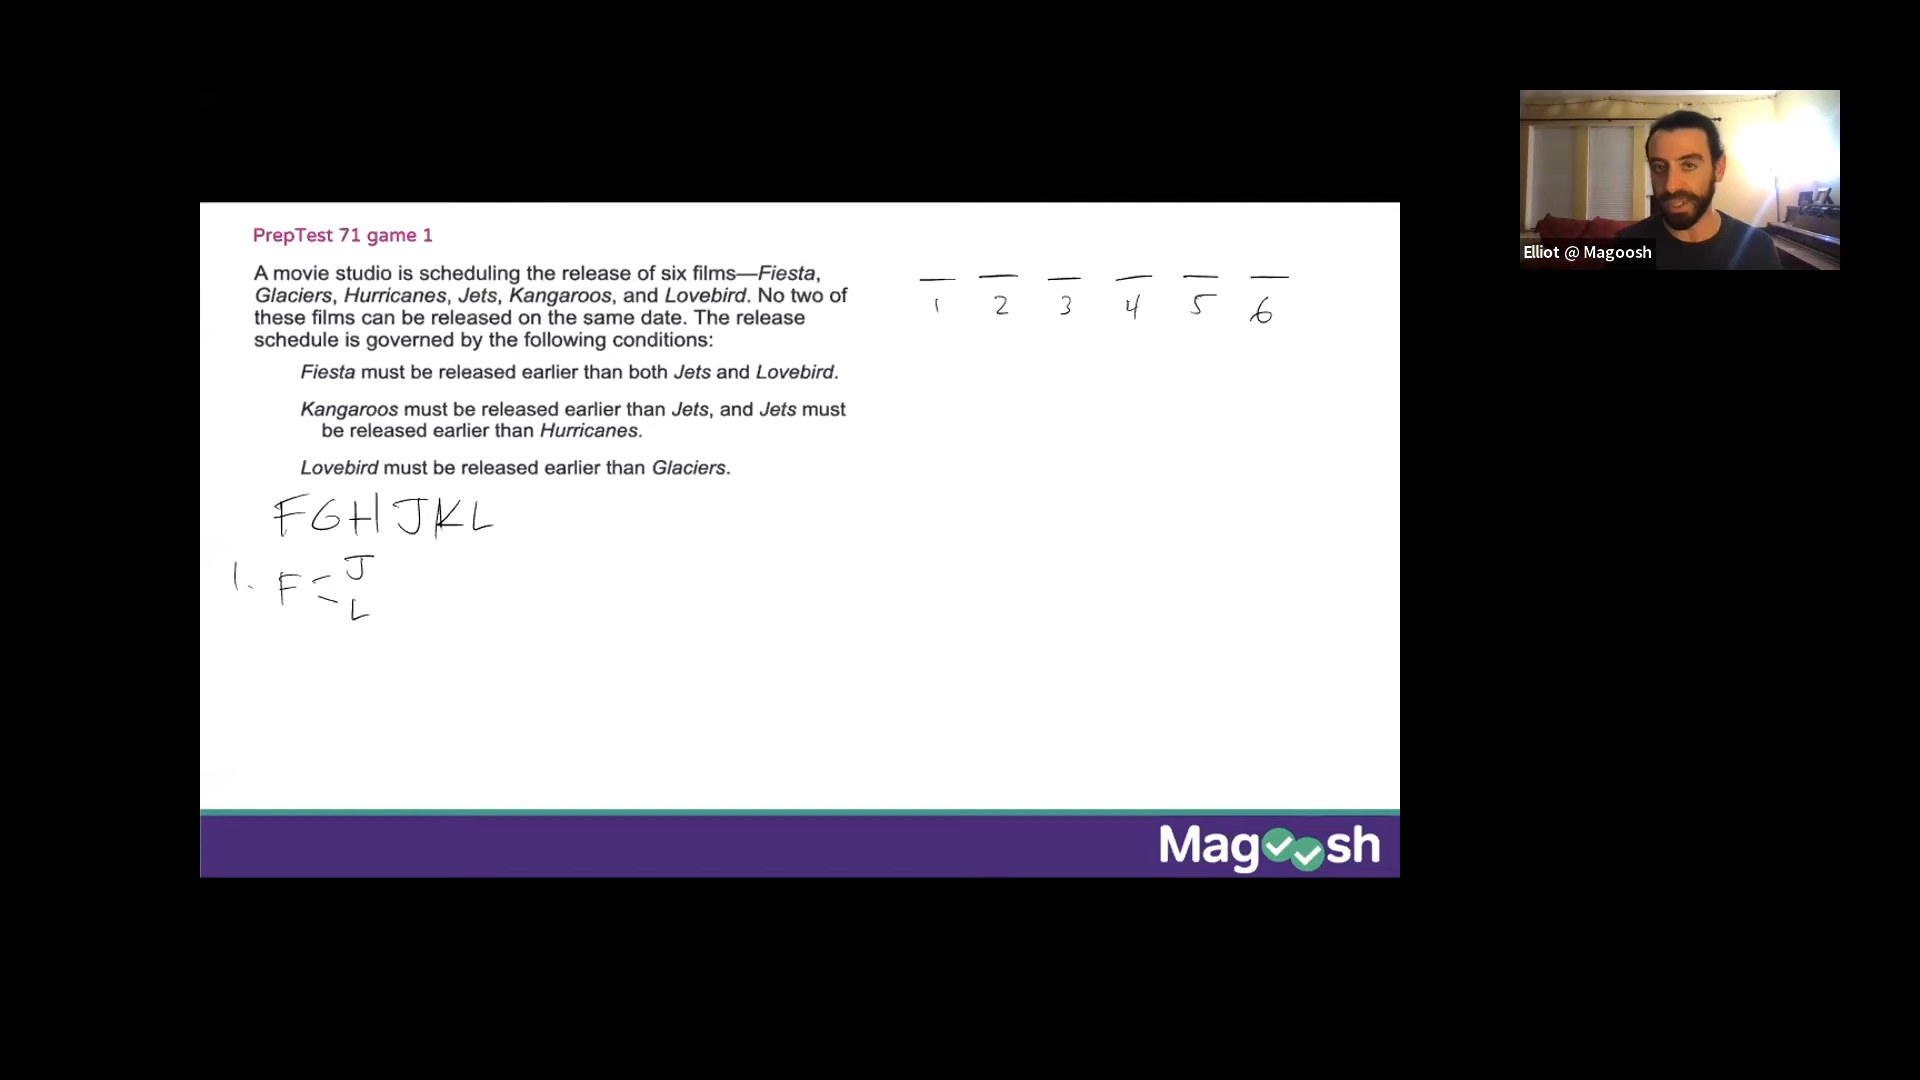 PrepTest 71 game 1
A movie studio is scheduling the release of six films—Fiesta,
Glaciers, Hurricanes, Jets, Kangaroos, and Lovebird. No two of
these films can be released on the same date. The release
schedule is governed by the following conditions:
Fiesta must be released earlier than both Jets and Lovebird.
Kangaroos must be released earlier than Jets, and Jets must
be released earlier than Hurricanes.
Lovebird must be released earlier than Glaciers.
F G H J K L
1. F J
L
1 2 3 4 5 6
Elliot @ Magoosh
Magoosh